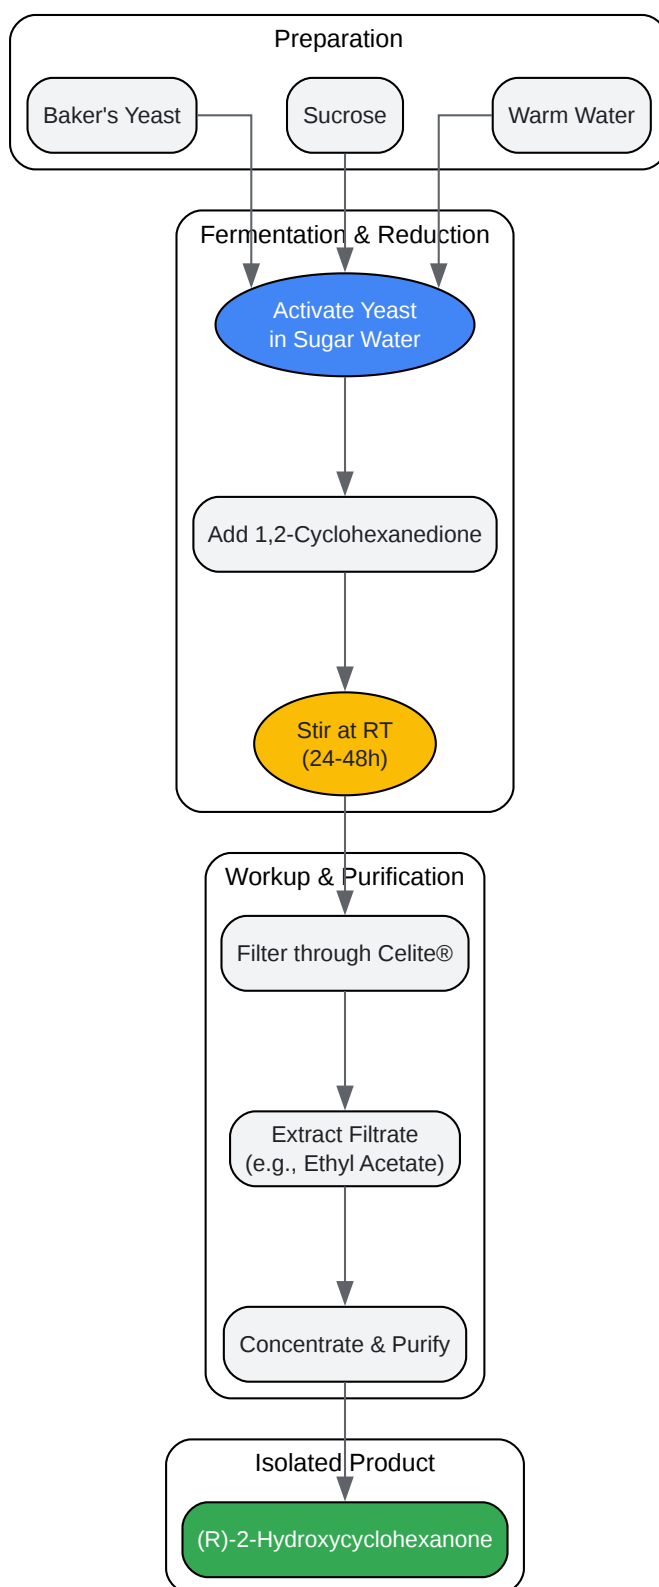 Preparation
Baker's Yeast
Sucrose
Warm Water
Fermentation & Reduction
Activate Yeast
in Sugar Water
Add 1,2-Cyclohexanedione
Stir at RT
(24-48h)
Workup & Purification
Filter through Celite®
Extract Filtrate
(e.g., Ethyl Acetate)
Concentrate & Purify
Isolated Product
(R)-2-Hydroxycyclohexanone